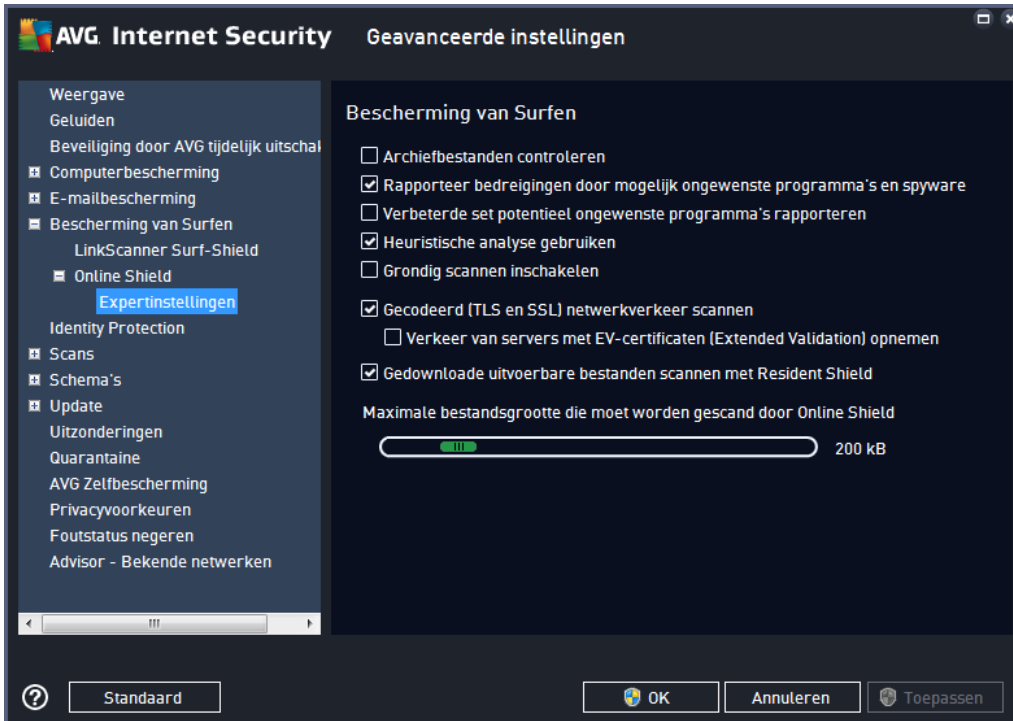 AVG. Internet Security Geavanceerde instellingen
Weergave
Geluiden
Beveiliging door AVG tijdelijk uitschak
Computerbescherming
E-mailbescherming
Bescherming van Surfen
LinkScanner Surf-Shield
Online Shield
Expertinstellingen
Identity Protection
Scans
Schema's
Update
Uitzonderingen
Quarantaine
AVG Zelfbescherming
Privacyvoorkeuren
Foutstatus negeren
Advisor - Bekende netwerken
Bescherming van Surfen
Archiefbestanden controleren
Rapporteer bedreigingen door mogelijk ongewenste programma's en spyware
Verbeterde set potentieel ongewenste programma's rapporteren
Heuristische analyse gebruiken
Grondig scannen inschakelen
Gecodeerd (TLS en SSL) netwerkverkeer scannen
Verkeer van servers met EV-certificaten (Extended Validation) opnemen
Gedownloade uitvoerbare bestanden scannen met Resident Shield
Maximale bestandsgrootte die moet worden gescand door Online Shield
200 kB
? Standaard OK Annuleren Toepassen